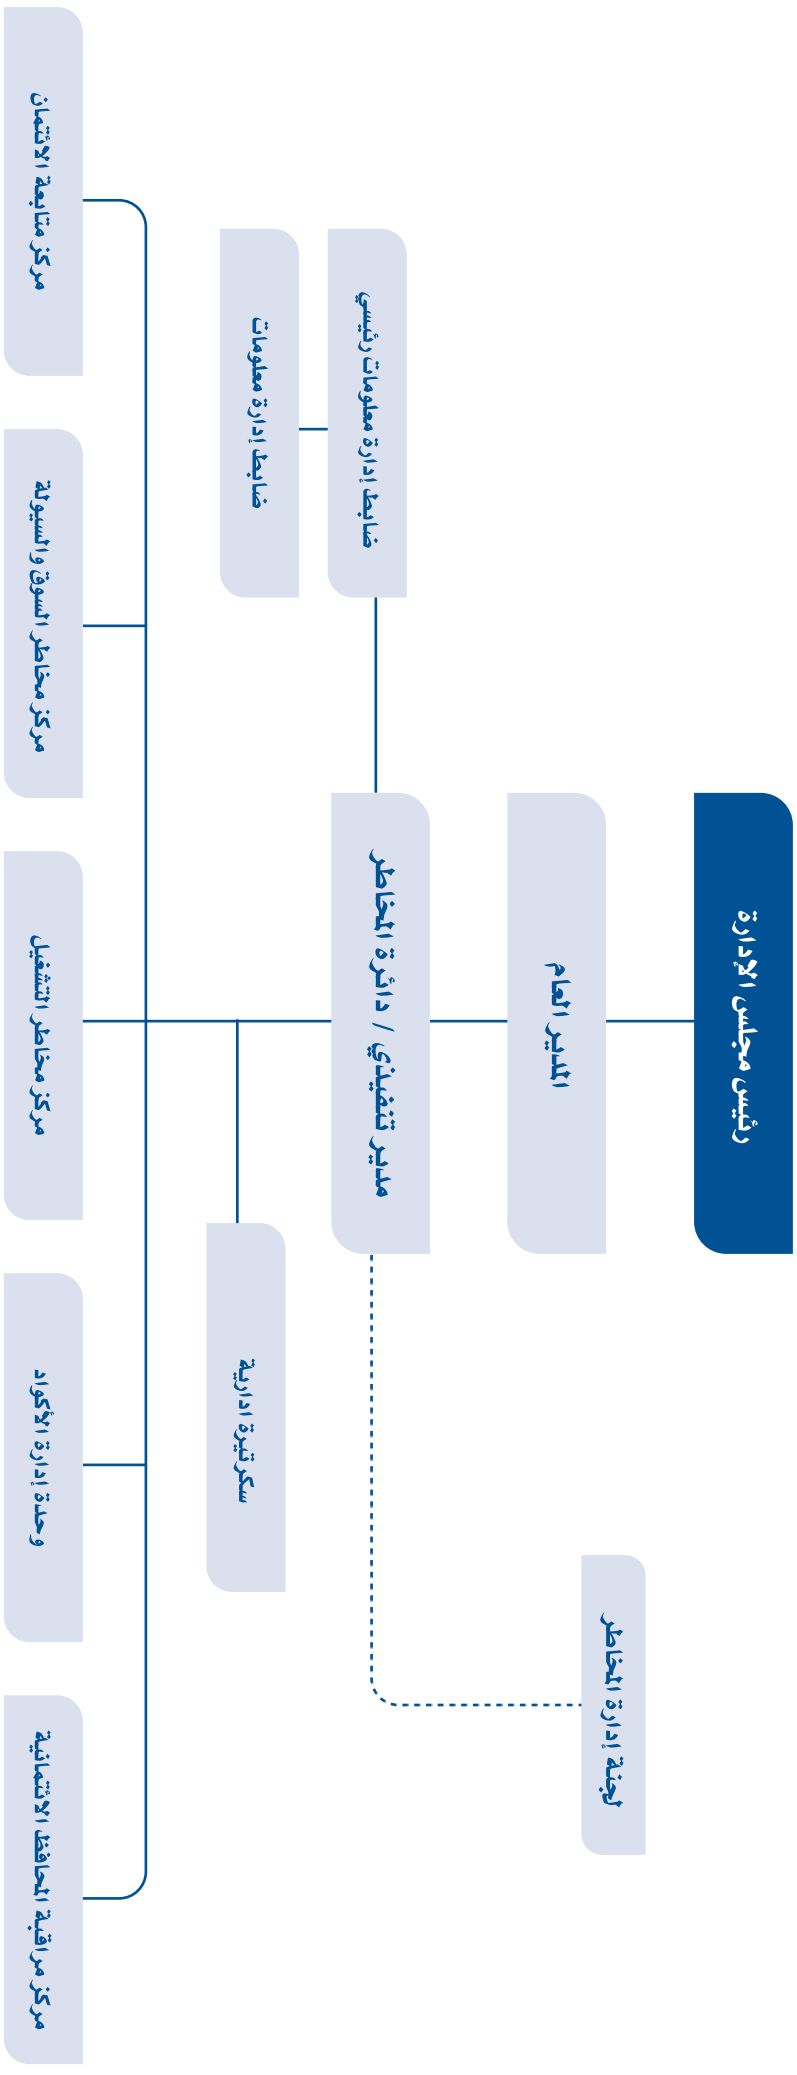 رئيس مجلس الإدارة
المدير العام
لجنة إدارة المخاطر
مدير تنفيذي / دائرة المخاطر
ضابط إدارة معلومات رئيسي
ضابط إدارة معلومات
سكرتيرة ادارية
مركز مراقبة المحافظ الائتمانية
وحدة إدارة الأكواد
مركز مخاطر التشغيل
مركز مخاطر السوق والسيولة
مركز متابعة الائتمان